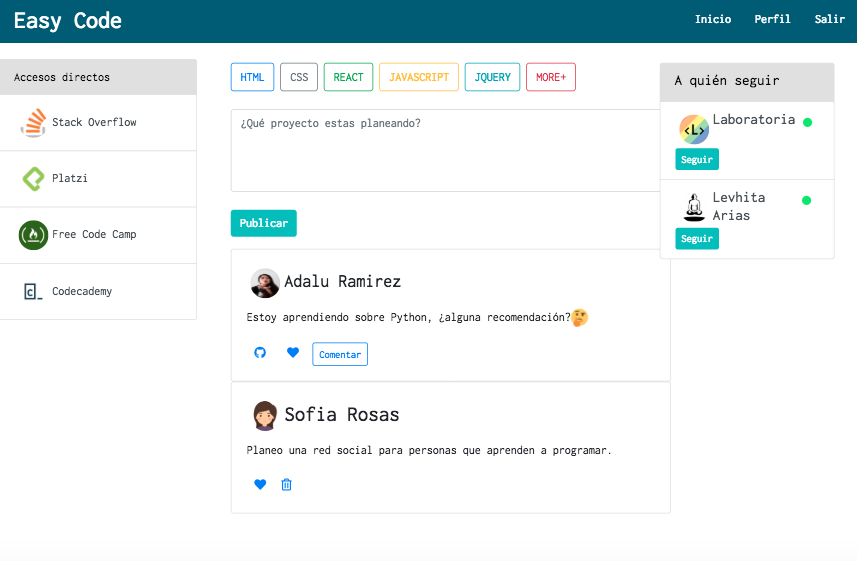 Easy Code
Inicio Perfil Salir
Accesos directos
Stack Overflow
Platzi
Free Code Camp
Codecademy
HTML CSS REACT JAVASCRIPT JQUERY MORE+
¿Qué proyecto estas planeando?
Publicar
Adalu Ramirez
Estoy aprendiendo sobre Python, ¿alguna recomendación?🤔
Comentar
Sofia Rosas
Planeo una red social para personas que aprenden a programar.
A quién seguir
<L>
Laboratoria
Seguir
Levhita
Arias
Seguir